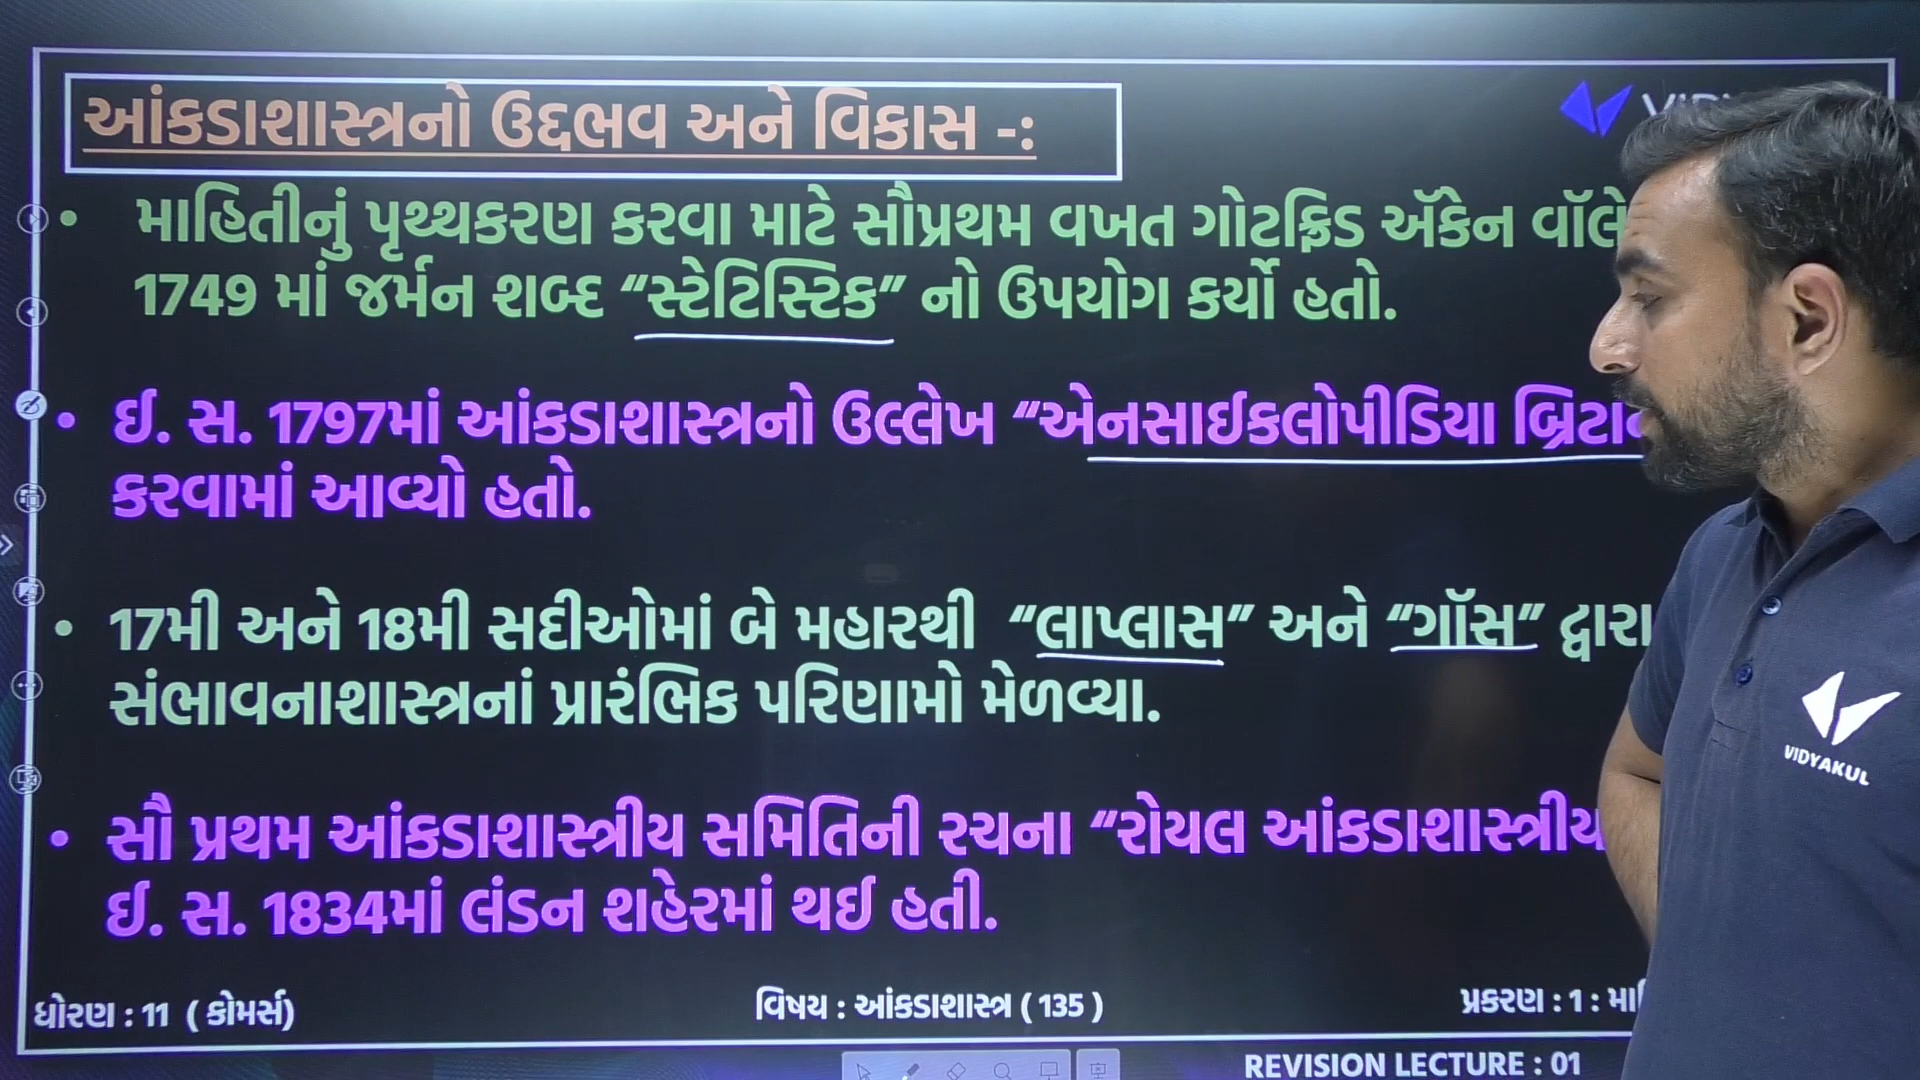 આંકડાશાસ્ત્રનો ઉદ્દભવ અને વિકાસ -:
• માહિતીનું પૃથ્થકરણ કરવા માટે સૌપ્રથમ વખત ગોટફ્રિડ ઍકેન
1749 માં જર્મન શબ્દ “સ્ટેટિસ્ટિક” નો ઉપયોગ કર્યો હતો.
• ઈ. સ. 1797માં આંકડાશાસ્ત્રનો ઉલ્લેખ “એનસાઈકલોપીડિયા
કરવામાં આવ્યો હતો.
• 17મી અને 18મી સદીઓમાં બે મહારથી “લાપ્લાસ” અને “ગૉસ” દ્વારા
સંભાવનાશાસ્ત્રનાં પ્રારંભિક પરિણામો મેળવ્યા.
• સૌ પ્રથમ આંકડાશાસ્ત્રીય સમિતિની રચના “રોયલ આંકડાશાસ્ત્રીય
ઈ. સ. 1834માં લંડન શહેરમાં થઈ હતી.
ધોરણ : 11 ( કોમર્સ)
વિષય : આંકડાશાસ્ત્ર ( 135 )
પ્રકરણ : 1 :
REVISION LECTURE : 01
VIDYAKUL